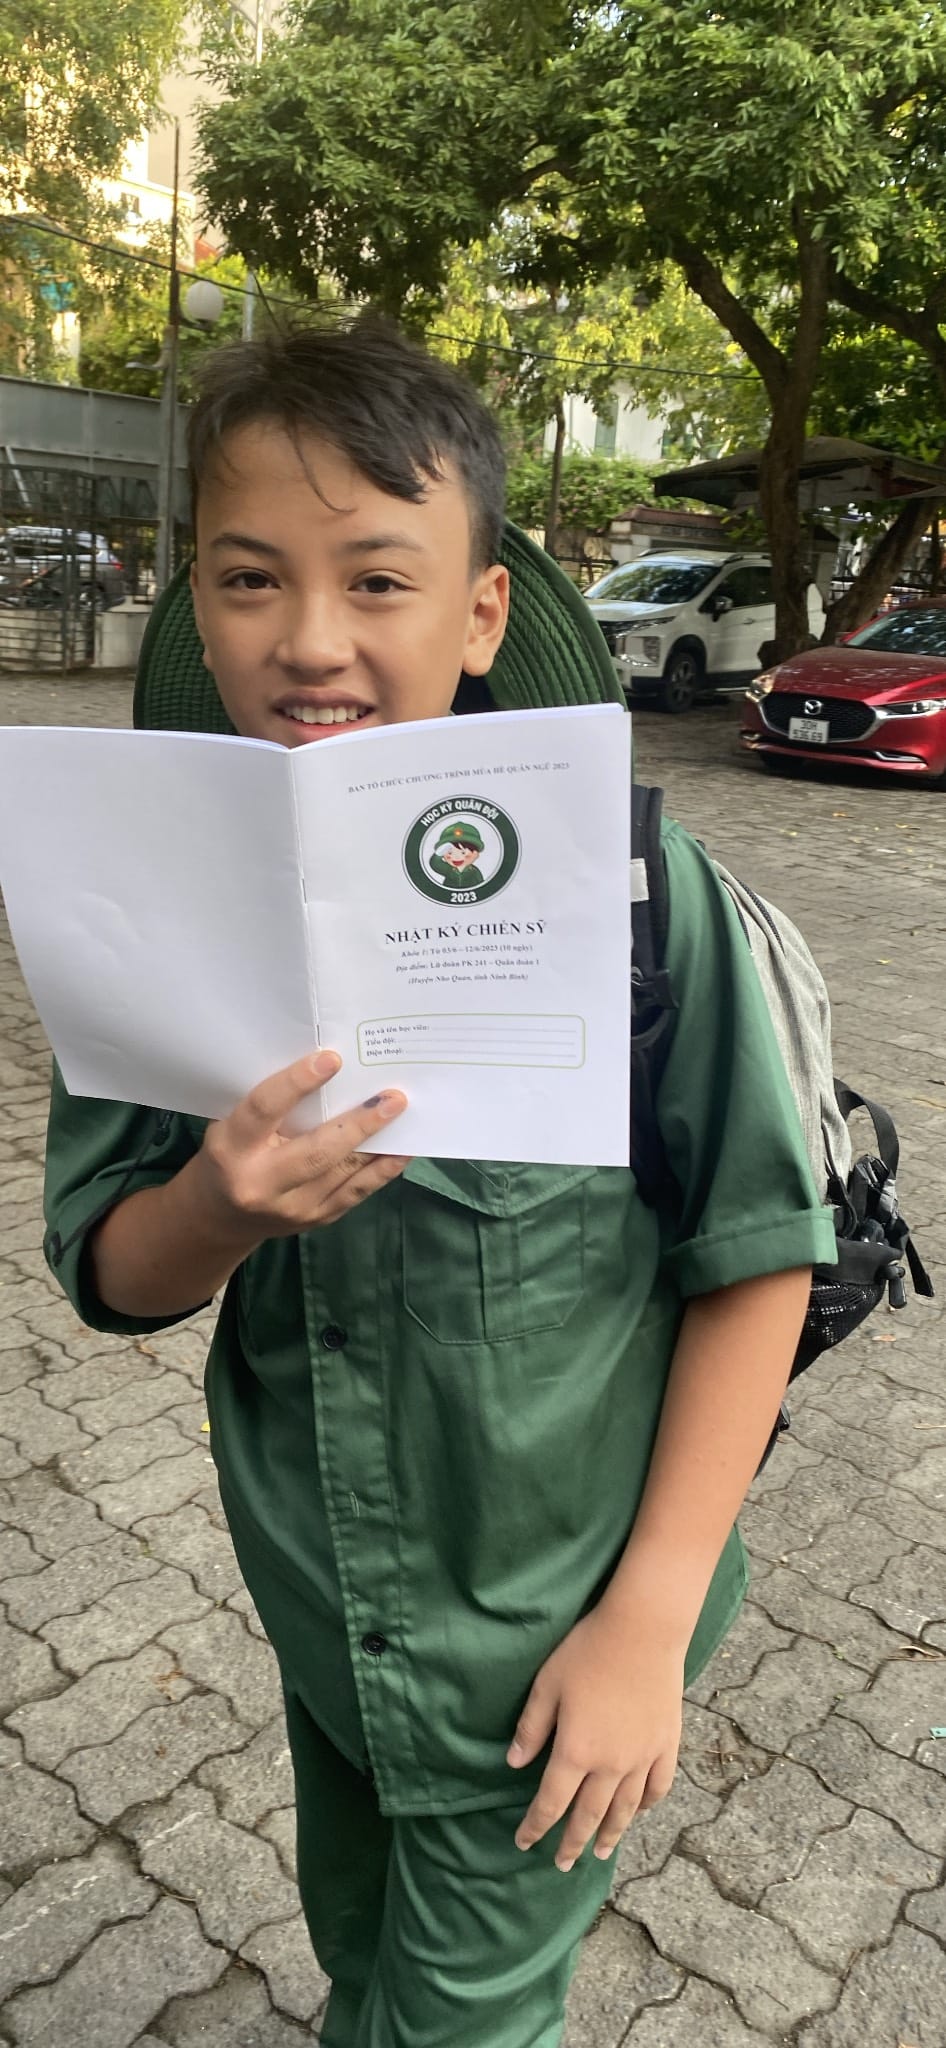 BAN TỔ CHỨC CHƯƠNG TRÌNH MÙA HÈ QUÂN NGŨ 2023
HỌC KỲ QUÂN ĐỘI
2023
NHẬT KÝ CHIẾN SỸ
Khóa 1: Từ 03/6 – 12/6/2023 (10 ngày)
Địa điểm: Lữ đoàn PK 241 – Quân đoàn 1
(Huyện Nho Quan, tỉnh Ninh Bình)
Họ và tên học viên:
Tiểu đội:
Điện thoại:
30H
936.69